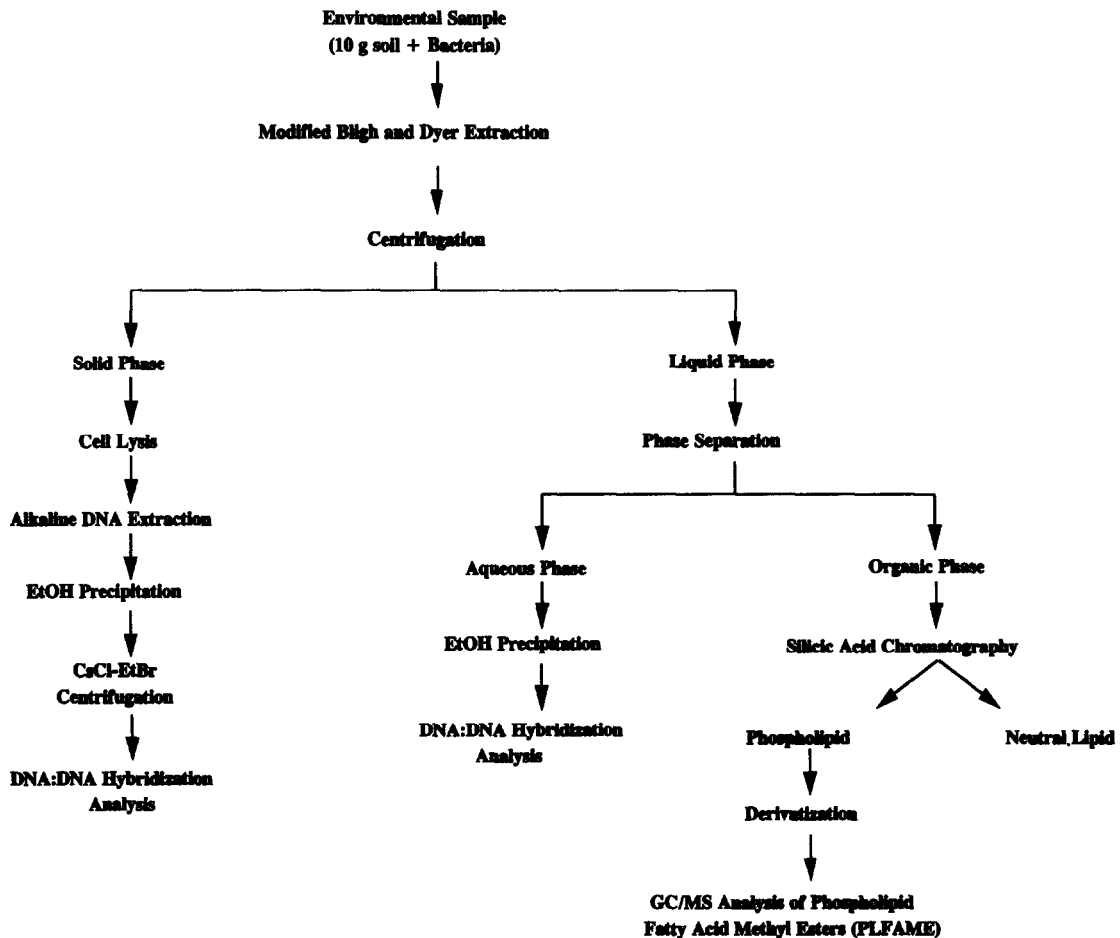 Environmental Sample
(10 g soil + Bacteria)
Modified Bligh and Dyer Extraction
Centrifugation
Solid Phase
Liquid Phase
Cell Lysis
Phase Separation
Alkaline DNA Extraction
Aqueous Phase
Organic Phase
EtOH Precipitation
EtOH Precipitation
Silicic Acid Chromatography
CsCl-EtBr
Centrifugation
DNA:DNA Hybridization
Analysis
Phospholipid
Neutral Lipid
DNA:DNA Hybridization
Analysis
Derivatization
GC/MS Analysis of Phospholipid
Fatty Acid Methyl Esters (PLFAME)